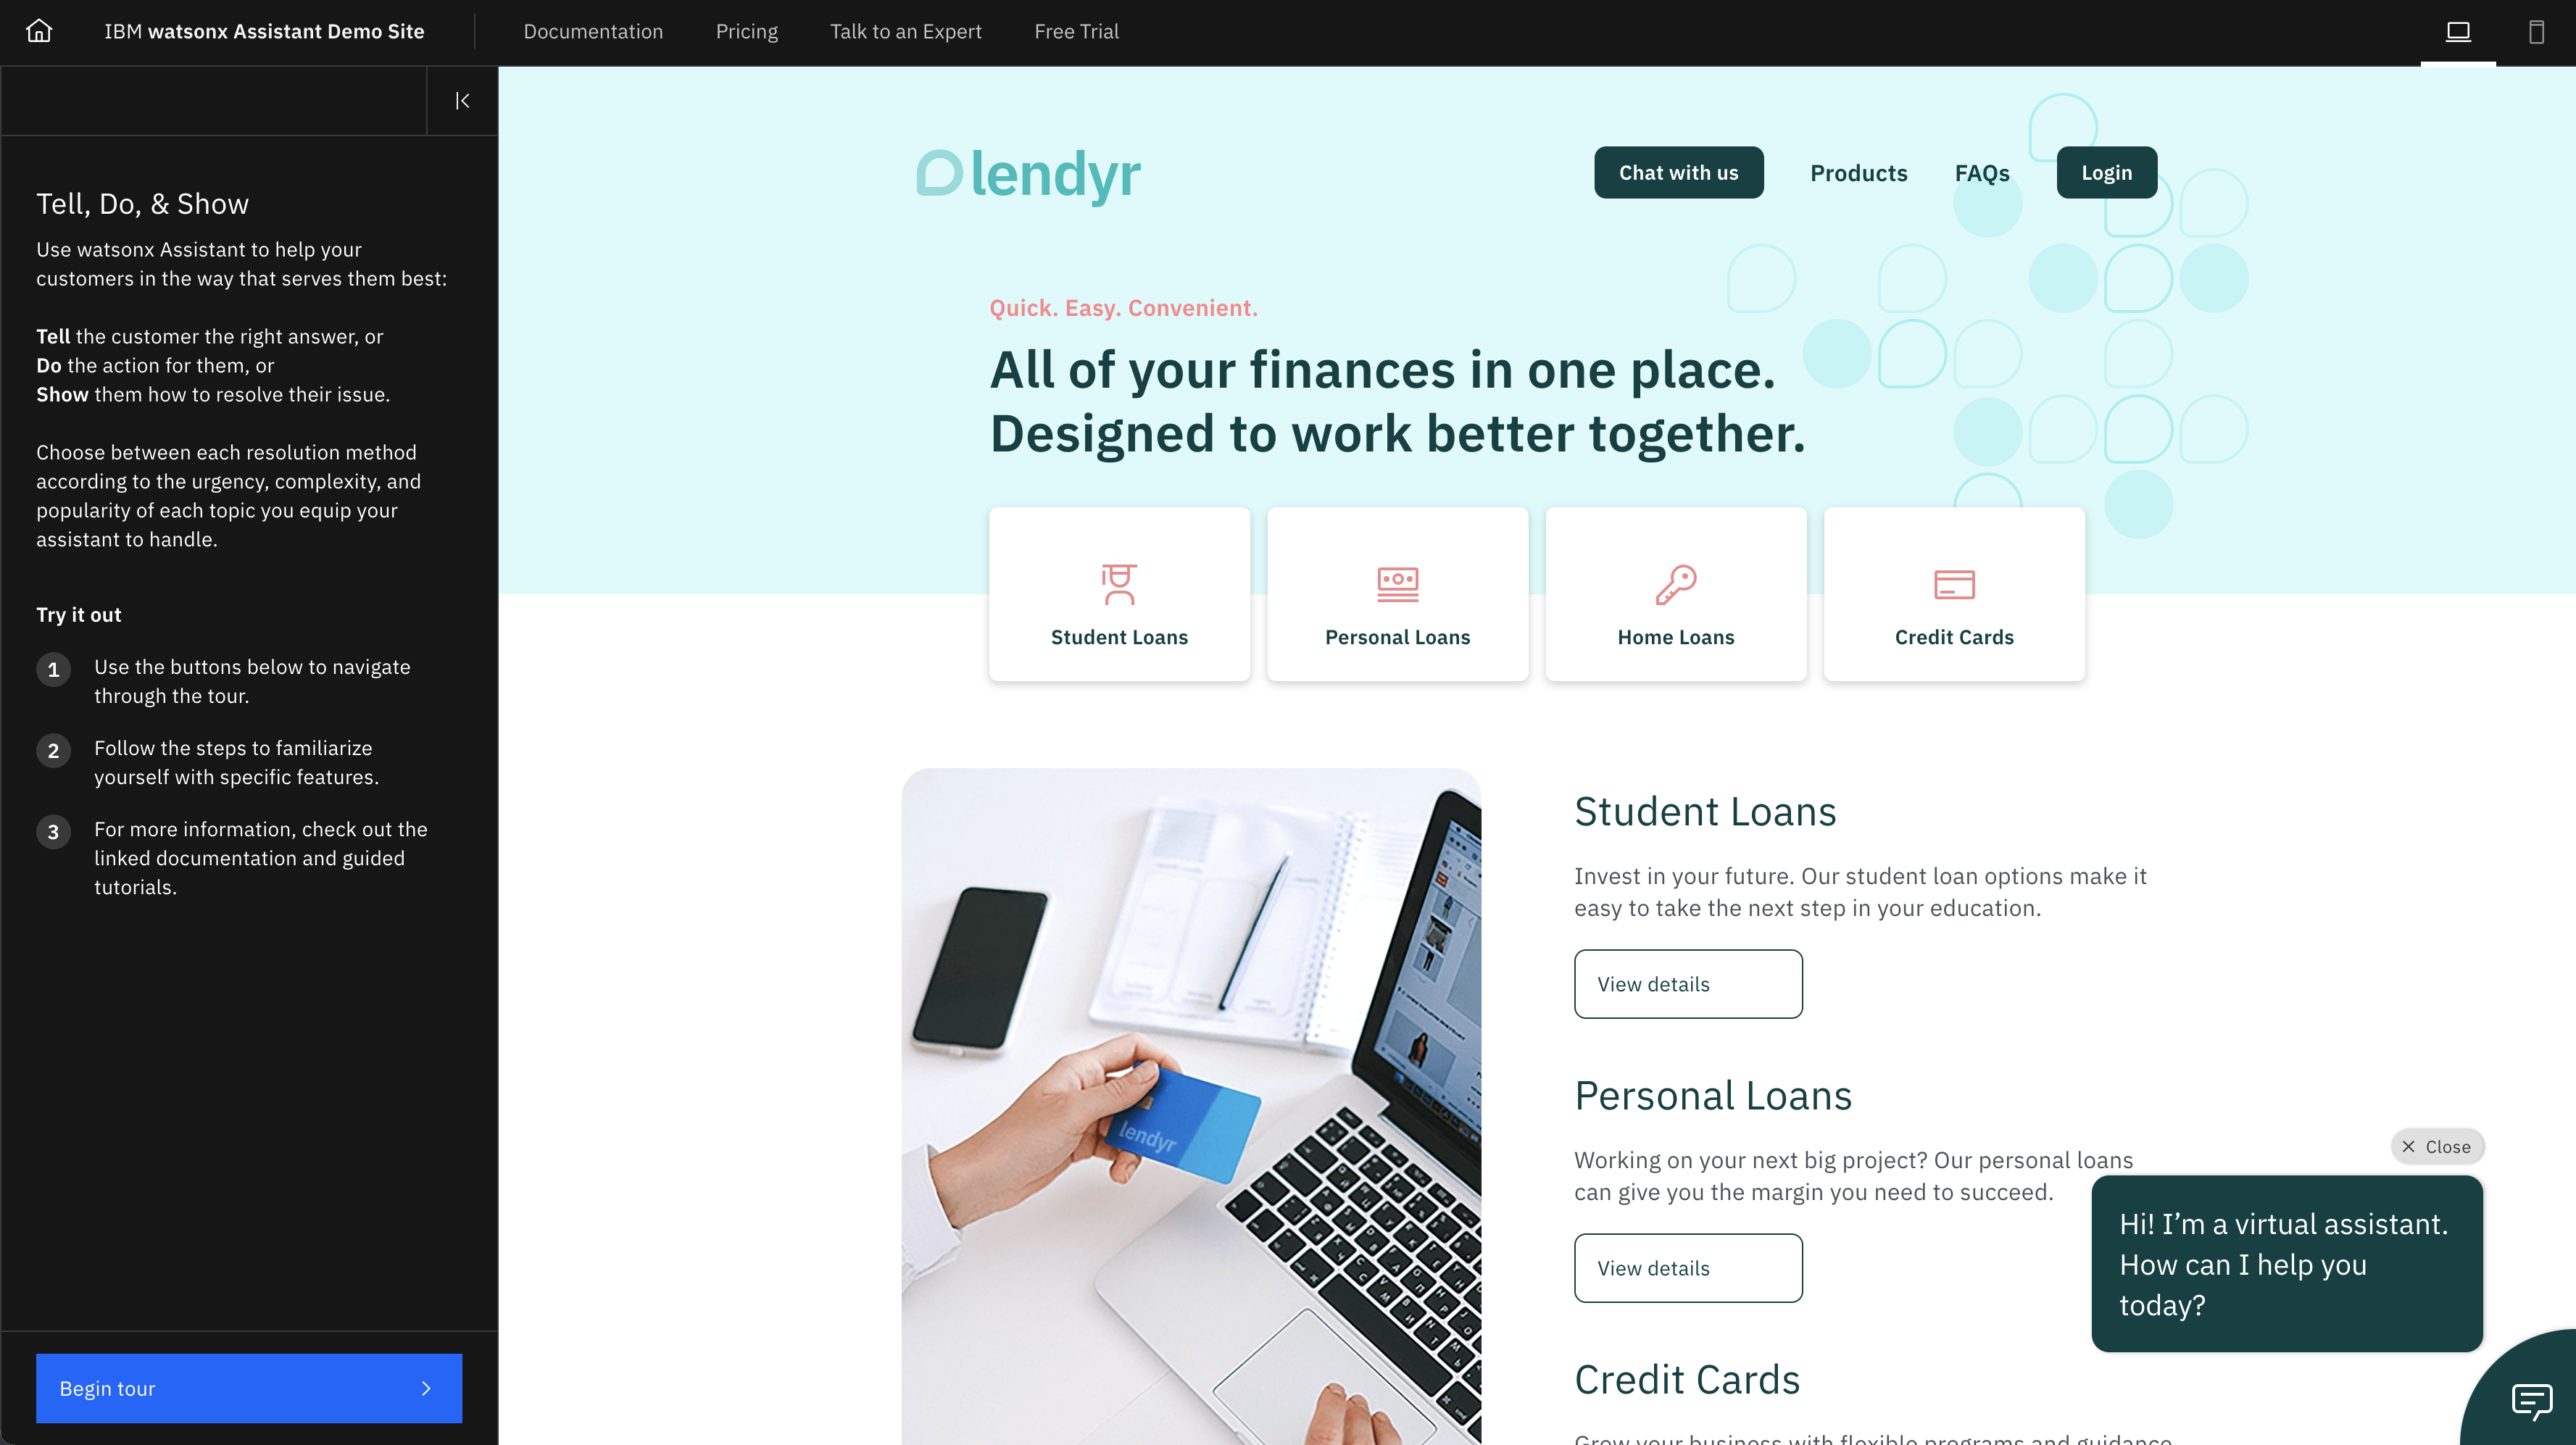 IBM watsonx Assistant Demo Site
Documentation
Pricing
Talk to an Expert
Free Trial
Tell, Do, & Show
Use watsonx Assistant to help your
customers in the way that serves them best:
Tell the customer the right answer, or
Do the action for them, or
Show them how to resolve their issue.
Choose between each resolution method
according to the urgency, complexity, and
popularity of each topic you equip your
assistant to handle.
Try it out
1 Use the buttons below to navigate
through the tour.
2 Follow the steps to familiarize
yourself with specific features.
3 For more information, check out the
linked documentation and guided
tutorials.
Begin tour
lendyr
Chat with us
Products
FAQs
Login
Quick. Easy. Convenient.
All of your finances in one place.
Designed to work better together.
Student Loans
Personal Loans
Home Loans
Credit Cards
lendyr
Student Loans
Invest in your future. Our student loan options make it
easy to take the next step in your education.
View details
Personal Loans
Working on your next big project? Our personal loans
can give you the margin you need to succeed.
View details
Credit Cards
Grow your business with flexible programs and guidance
Close
Hi! I’m a virtual assistant.
How can I help you
today?